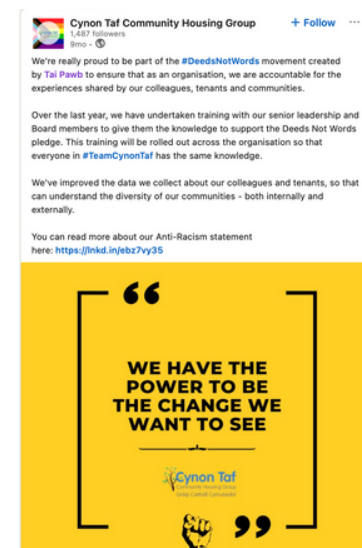 Cynon Taf Community Housing Group
+ Follow ...
1,487 followers
9mo •
We're really proud to be part of the #DeedsNotWords movement created
by Tai Pawb to ensure that as an organisation, we are accountable for the
experiences shared by our colleagues, tenants and communities.
Over the last year, we have undertaken training with our senior leadership and
Board members to give them the knowledge to support the Deeds Not Words
pledge. This training will be rolled out across the organisation so that
everyone in #TeamCynonTaf has the same knowledge.
We've improved the data we collect about our colleagues and tenants, so that
can understand the diversity of our communities - both internally and
externally.
You can read more about our Anti-Racism statement
here: https://lnkd.in/ebz7vy35
“
WE HAVE THE
POWER TO BE
THE CHANGE WE
WANT TO SEE
Cynon Taf
Community Housing Group
Grŵp Cartrefi Cymunedol
”